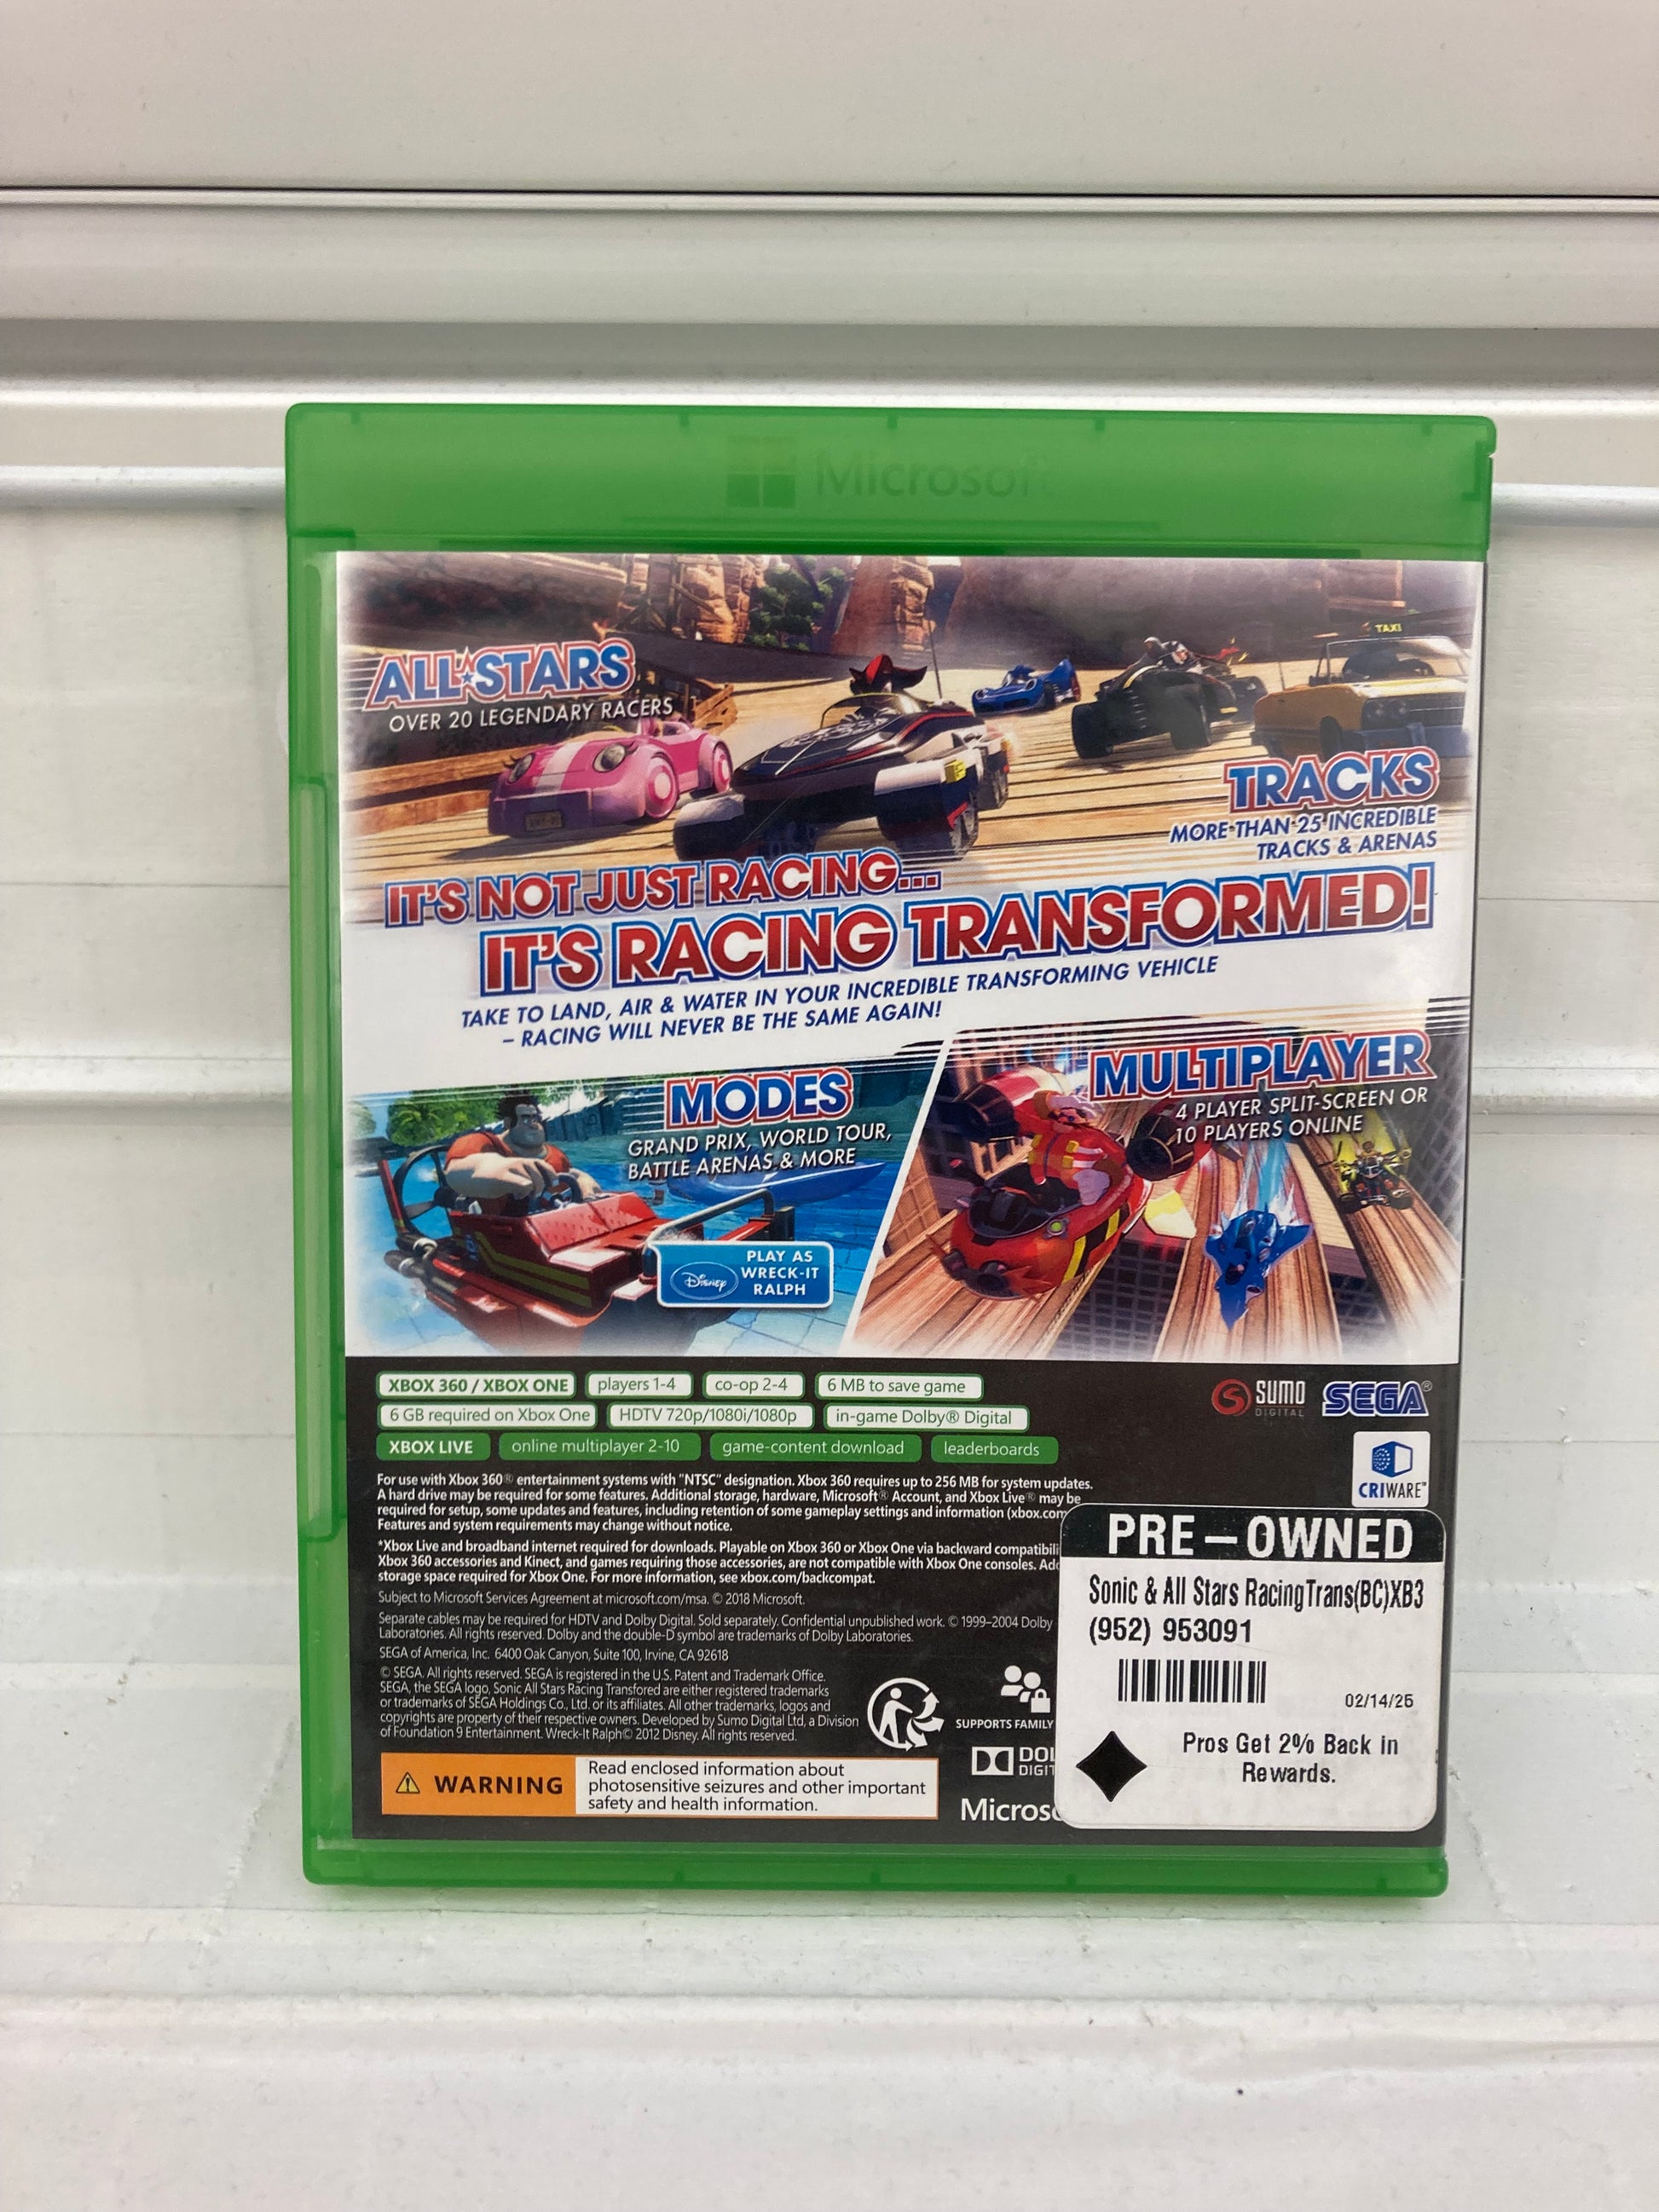 Microsoft
TAXI
ALL★STARS
OVER 20 LEGENDARY RACERS
TRACKS
MORE THAN 25 INCREDIBLE
TRACKS & ARENAS
IT'S NOT JUST RACING...
IT'S RACING TRANSFORMED!
TAKE TO LAND, AIR & WATER IN YOUR INCREDIBLE TRANSFORMING VEHICLE
– RACING WILL NEVER BE THE SAME AGAIN!
MODES
GRAND PRIX, WORLD TOUR,
BATTLE ARENAS & MORE
Disney
PLAY AS
WRECK-IT
RALPH
MULTIPLAYER
4 PLAYER SPLIT-SCREEN OR
10 PLAYERS ONLINE
XBOX 360 / XBOX ONE players 1-4 co-op 2-4 6 MB to save game
6 GB required on Xbox One HDTV 720p/1080i/1080p in-game Dolby® Digital
XBOX LIVE online multiplayer 2-10 game-content download leaderboards
SUMO
DIGITAL
SEGA®
CRIWARE™
For use with Xbox 360® entertainment systems with "NTSC" designation. Xbox 360 requires up to 256 MB for system updates.
A hard drive may be required for some features. Additional storage, hardware, Microsoft® Account, and Xbox Live® may be
required for setup, some updates and features, including retention of some gameplay settings and information (xbox.com
Features and system requirements may change without notice.
*Xbox Live and broadband internet required for downloads. Playable on Xbox 360 or Xbox One via backward compatibili
Xbox 360 accessories and Kinect, and games requiring those accessories, are not compatible with Xbox One consoles. Add
storage space required for Xbox One. For more information, see xbox.com/backcompat.
Subject to Microsoft Services Agreement at microsoft.com/msa. © 2018 Microsoft.
Separate cables may be required for HDTV and Dolby Digital. Sold separately. Confidential unpublished work. © 1999–2004 Dolby
Laboratories. All rights reserved. Dolby and the double-D symbol are trademarks of Dolby Laboratories.
SEGA of America, Inc. 6400 Oak Canyon, Suite 100, Irvine, CA 92618
© SEGA. All rights reserved. SEGA is registered in the U.S. Patent and Trademark Office.
SEGA, the SEGA logo, Sonic All Stars Racing Transfored are either registered trademarks
or trademarks of SEGA Holdings Co., Ltd. or its affiliates. All other trademarks, logos and
copyrights are property of their respective owners. Developed by Sumo Digital Ltd, a Division
of Foundation 9 Entertainment. Wreck-It Ralph© 2012 Disney. All rights reserved.
SUPPORTS FAMILY
DOL
DIGIT
Microso
WARNING
Read enclosed information about
photosensitive seizures and other important
safety and health information.
PRE-OWNED
Sonic & All Stars RacingTrans(BC)XB3
(952) 953091
02/14/25
Pros Get 2% Back in
Rewards.